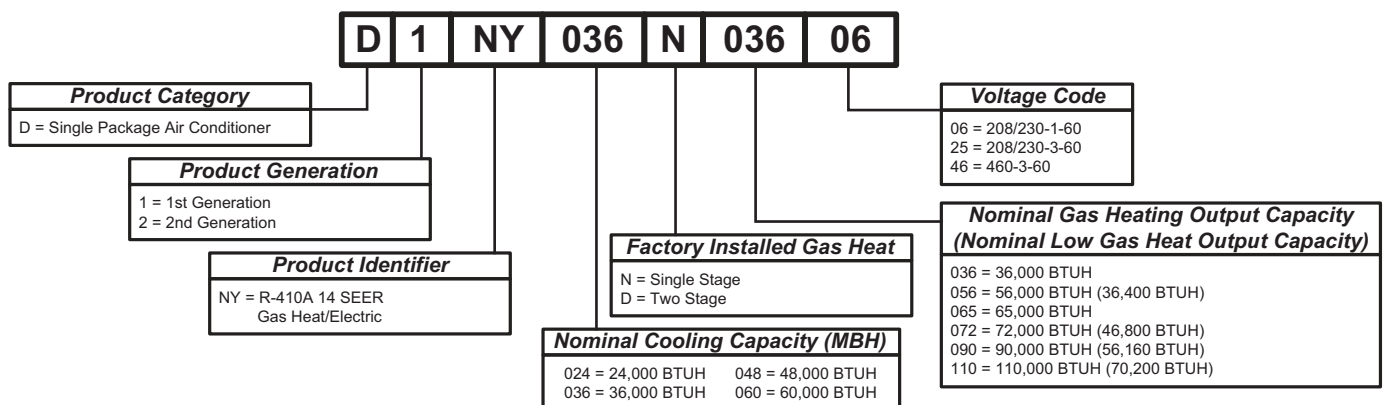 D 1 NY 036 N 036 06
Product Category
D = Single Package Air Conditioner
Product Generation
1 = 1st Generation
2 = 2nd Generation
Product Identifier
NY = R-410A 14 SEER
Gas Heat/Electric
Nominal Cooling Capacity (MBH)
024 = 24,000 BTUH 048 = 48,000 BTUH
036 = 36,000 BTUH 060 = 60,000 BTUH
Factory Installed Gas Heat
N = Single Stage
D = Two Stage
Nominal Gas Heating Output Capacity
(Nominal Low Gas Heat Output Capacity)
036 = 36,000 BTUH
056 = 56,000 BTUH (36,400 BTUH)
065 = 65,000 BTUH
072 = 72,000 BTUH (46,800 BTUH)
090 = 90,000 BTUH (56,160 BTUH)
110 = 110,000 BTUH (70,200 BTUH)
Voltage Code
06 = 208/230-1-60
25 = 208/230-3-60
46 = 460-3-60